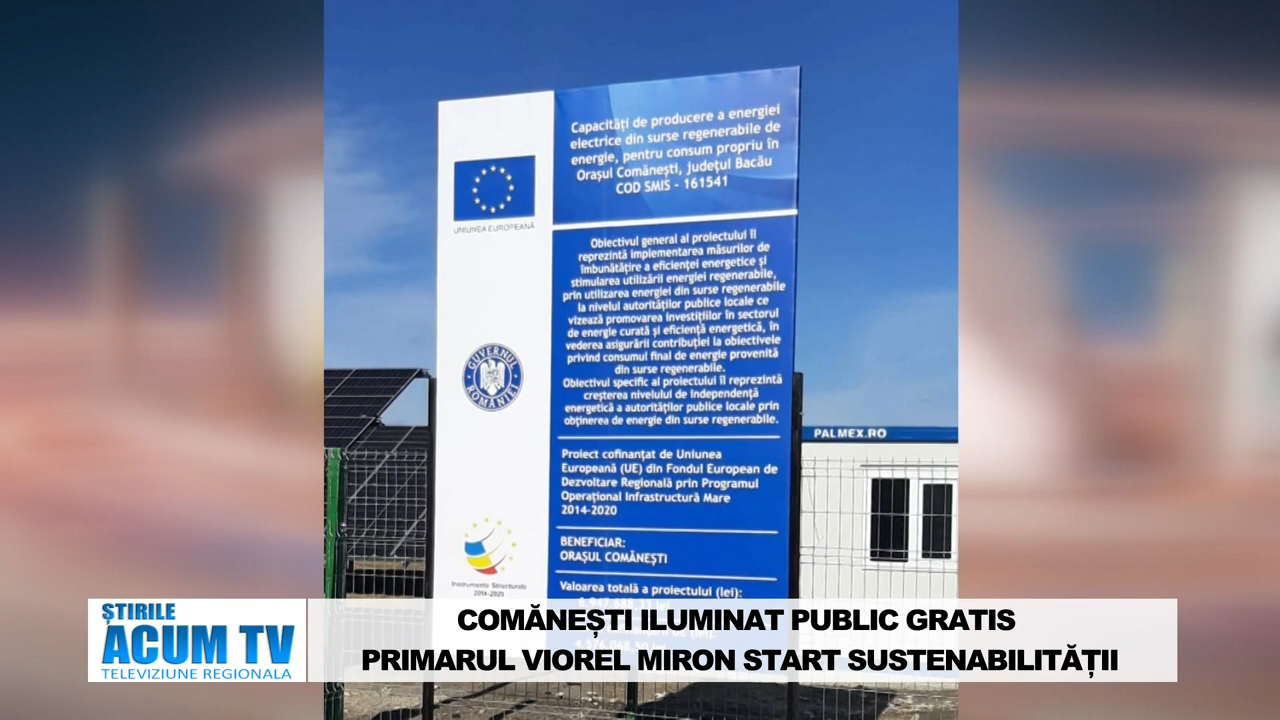 Capacități de producere a energiei
electrice din surse regenerabile de
energie, pentru consum propriu în
Orașul Comănești, județul Bacău
COD SMIS - 161541
UNIUNEA EUROPEANĂ
Obiectivul general al proiectului îl
reprezintă implementarea măsurilor de
îmbunătățire a eficienței energetice și
stimularea utilizării energiei regenerabile,
prin utilizarea energiei din surse regenerabile
la nivelul autorităților publice locale ce
vizează promovarea investițiilor în sectorul
de energie curată și eficiență energetică, în
vederea asigurării contribuției la obiectivele
privind consumul final de energie provenită
din surse regenerabile.
Obiectivul specific al proiectului îl reprezintă
creșterea nivelului de independență
energetică a autorităților publice locale prin
obținerea de energie din surse regenerabile.
GUVERNUL ROMÂNIEI
Proiect cofinanțat de Uniunea
Europeană (UE) din Fondul European de
Dezvoltare Regională prin Programul
Operațional Infrastructură Mare
2014-2020
BENEFICIAR:
ORAȘUL COMĂNEȘTI
Instrumente Structurale
2014-2020
Valoarea totală a proiectului (lei):
PALMEX.RO
ȘTIRILE
ACUM TV
TELEVIZIUNE REGIONALA
COMĂNEȘTI ILUMINAT PUBLIC GRATIS
PRIMARUL VIOREL MIRON START SUSTENABILITĂȚII